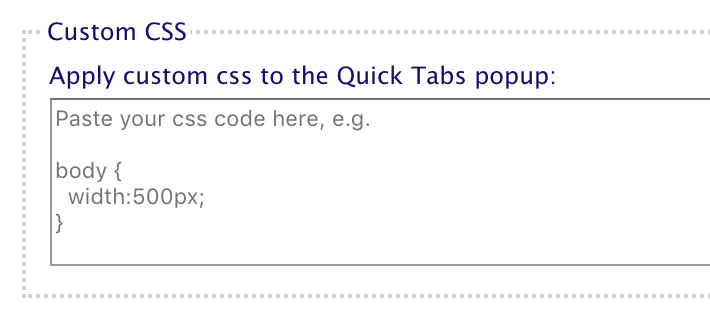 Custom CSS
Apply custom css to the Quick Tabs popup:
Paste your css code here, e.g.
body {
  width:500px;
}